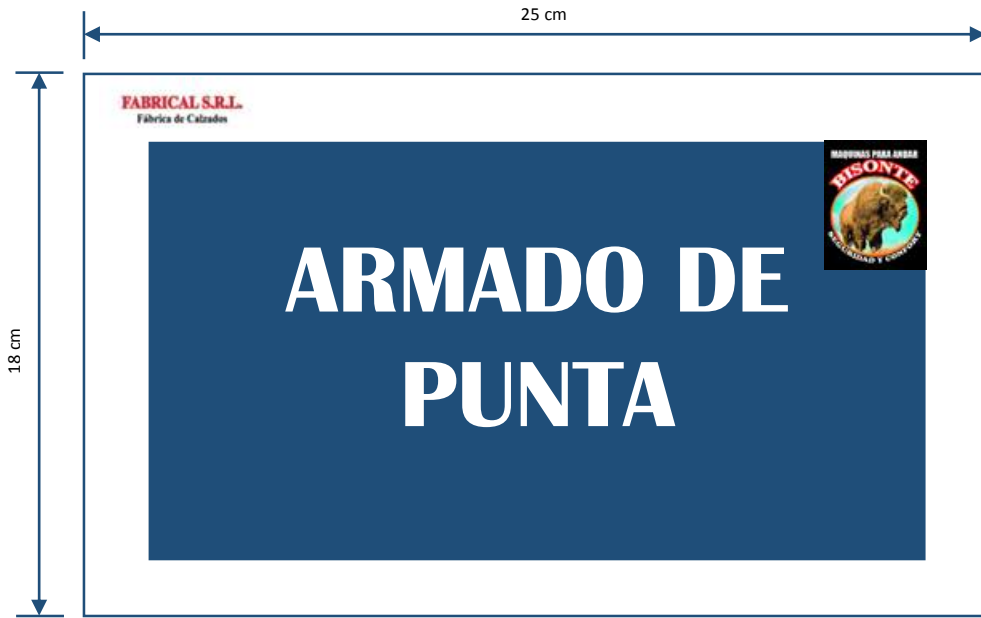 25 cm
FABRICAL S.R.L.
Fábrica de Calzados
MAQUINAS PARA ANDAR
BISONTE
SEGURIDAD Y CONFORT
ARMADO DE
PUNTA
18 cm